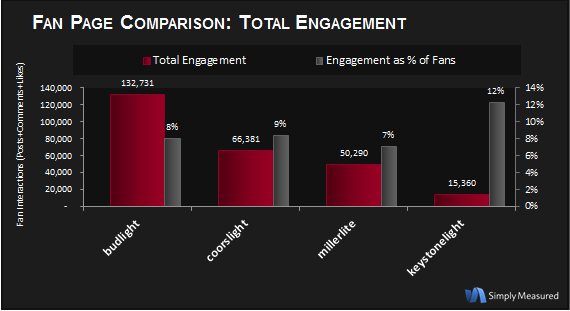 FAN PAGE COMPARISON: TOTAL ENGAGEMENT
Total Engagement
Engagement as % of Fans
Fan Interactions (Posts+Comments+Likes)
140,000
120,000
100,000
80,000
60,000
40,000
20,000
-
132,731
8%
66,381
9%
50,290
7%
15,360
12%
14%
12%
10%
8%
6%
4%
2%
0%
budlight
coorslight
millerlite
keystonelight
Simply Measured